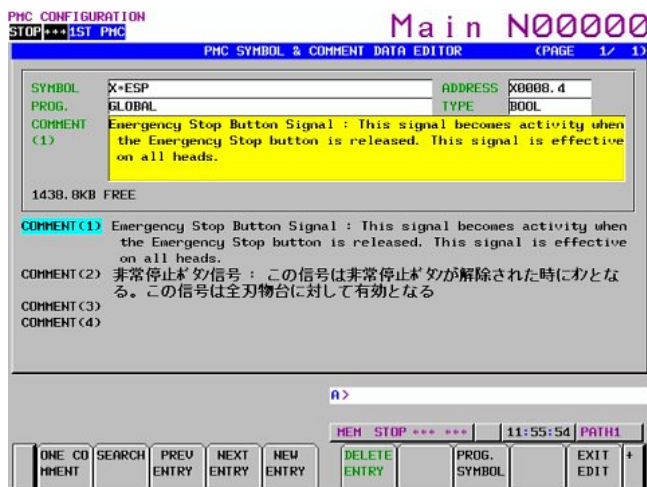 PMC CONFIGURATION
Main N00000
STOP *** 1ST PMC
PMC SYMBOL & COMMENT DATA EDITOR (PAGE 1/ 1)
SYMBOL X*ESP ADDRESS X0008.4
PROG. GLOBAL TYPE BOOL
COMMENT Emergency Stop Button Signal : This signal becomes activity when
(1) the Emergency Stop button is released. This signal is effective
on all heads.
1438.8KB FREE
COMMENT(1) Emergency Stop Button Signal : This signal becomes activity when
the Emergency Stop button is released. This signal is effective
on all heads.
COMMENT(2) 非常停止ﾎﾞﾀﾝ信号 : この信号は非常停止ﾎﾞﾀﾝが解除された時にｵﾝとな
る。この信号は全刃物台に対して有効となる
COMMENT(3)
COMMENT(4)
A>
MEM STOP *** *** 11:55:54 PATH1
ONE CO SEARCH PREV NEXT NEW DELETE PROG. EXIT +
MMENT ENTRY ENTRY ENTRY ENTRY SYMBOL EDIT